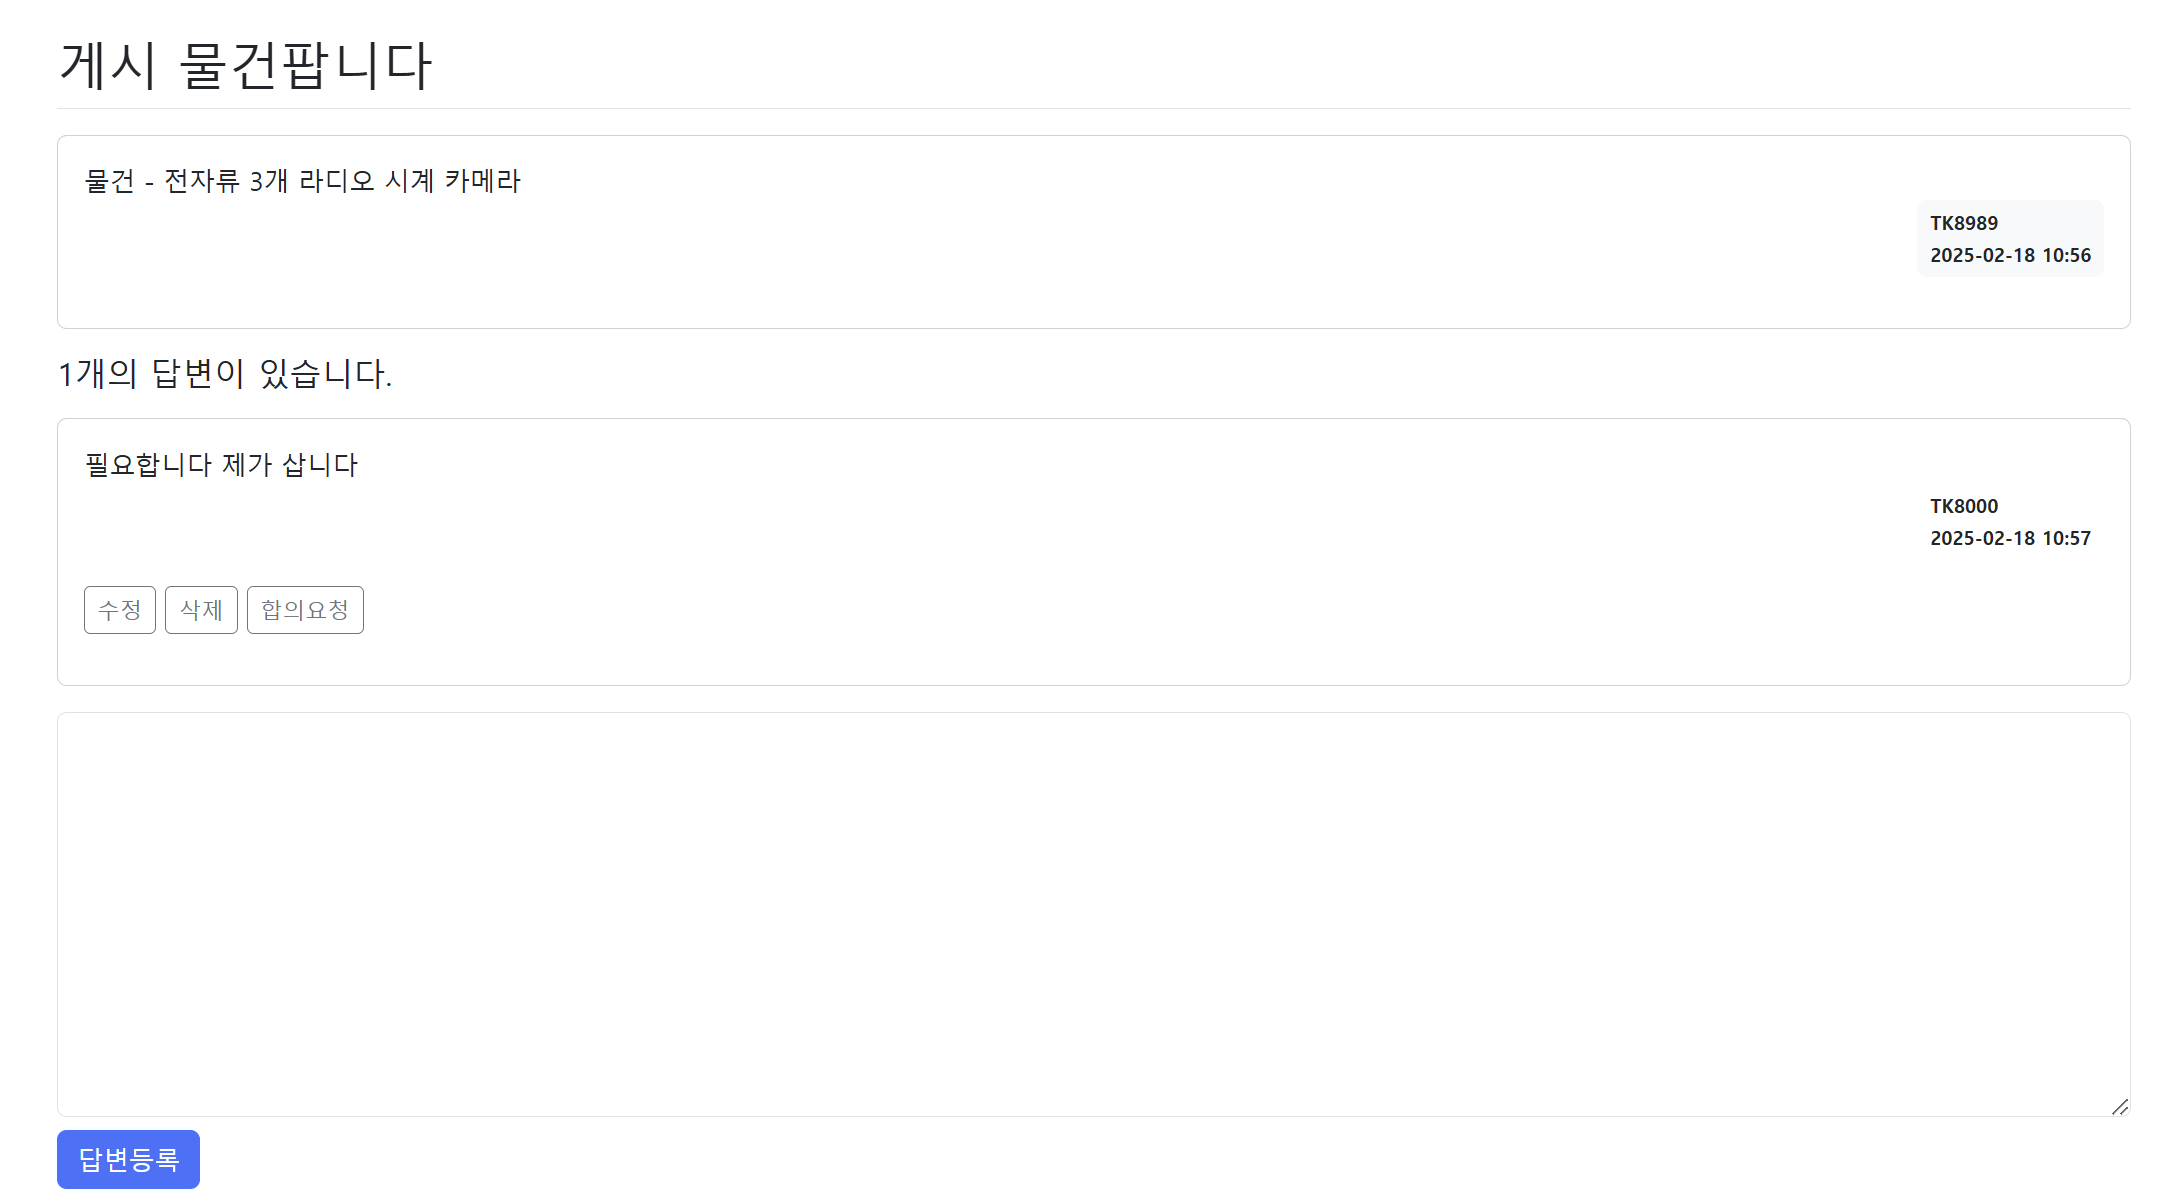 게시 물건팝니다
물건 - 전자류 3개 라디오 시계 카메라
TK8989
2025-02-18 10:56
1개의 답변이 있습니다.
필요합니다 제가 삽니다
TK8000
2025-02-18 10:57
수정 삭제 합의요청
답변등록